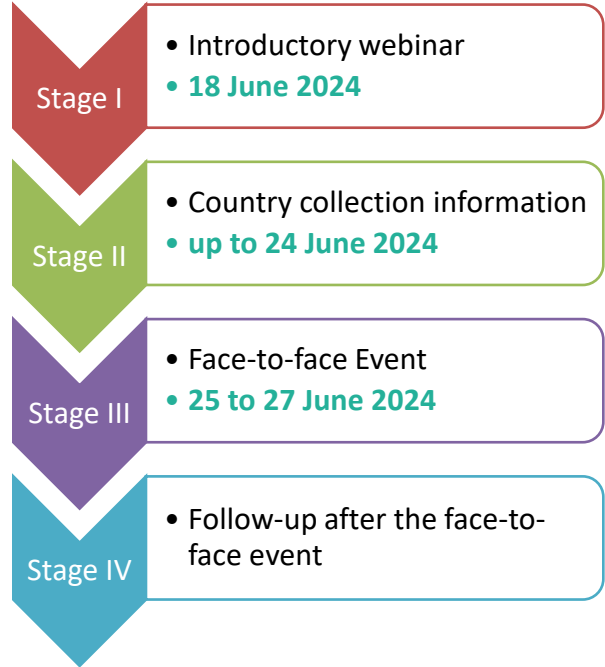 Stage I
• Introductory webinar
• 18 June 2024
Stage II
• Country collection information
• up to 24 June 2024
Stage III
• Face-to-face Event
• 25 to 27 June 2024
Stage IV
• Follow-up after the face-to-
face event